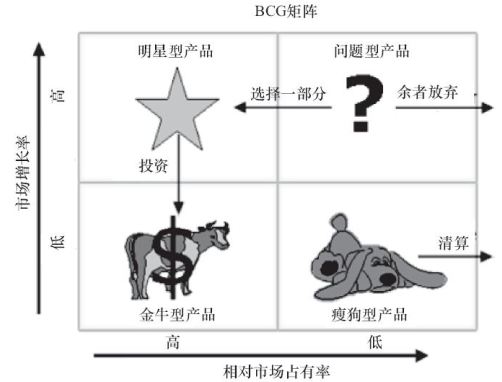 BCG矩阵
明星型产品
问题型产品
高
选择一部分
?
余者放弃
市场增长率
投资
低
$
清算
金牛型产品
瘦狗型产品
高
低
相对市场占有率